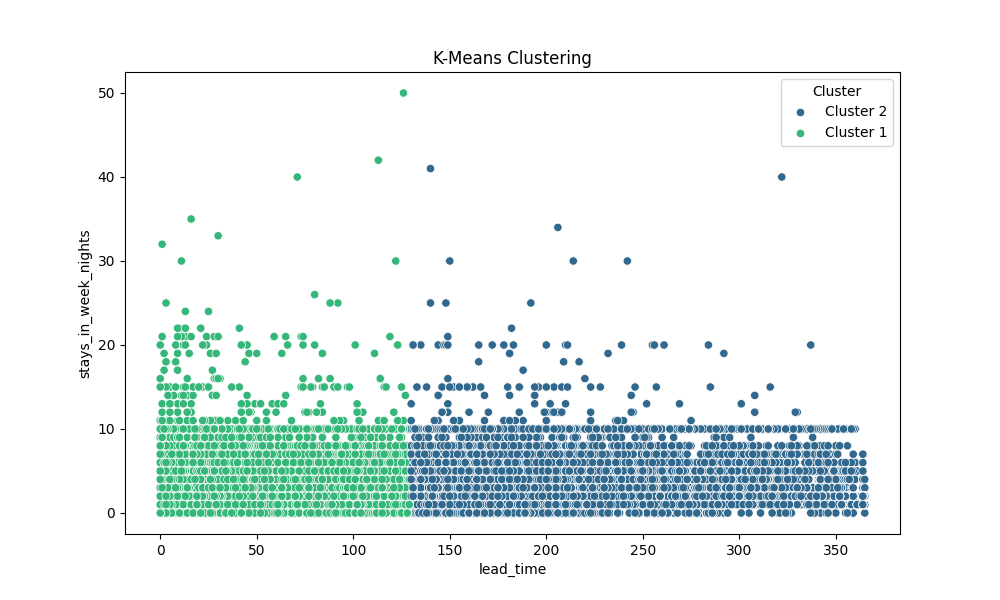 K-Means Clustering
Cluster
Cluster 2
Cluster 1
50
40
30
20
10
0
stays_in_week_nights
0 50 100 150 200 250 300 350
lead_time